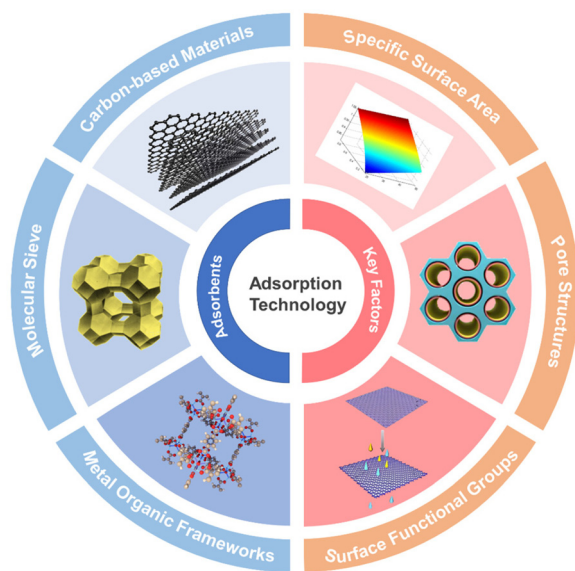 Carbon-based Materials
Specific Surface Area
Molecular Sieve
Adsorbents
Adsorption
Technology
Key Factors
Pore Structures
Metal Organic Frameworks
Surface Functional Groups